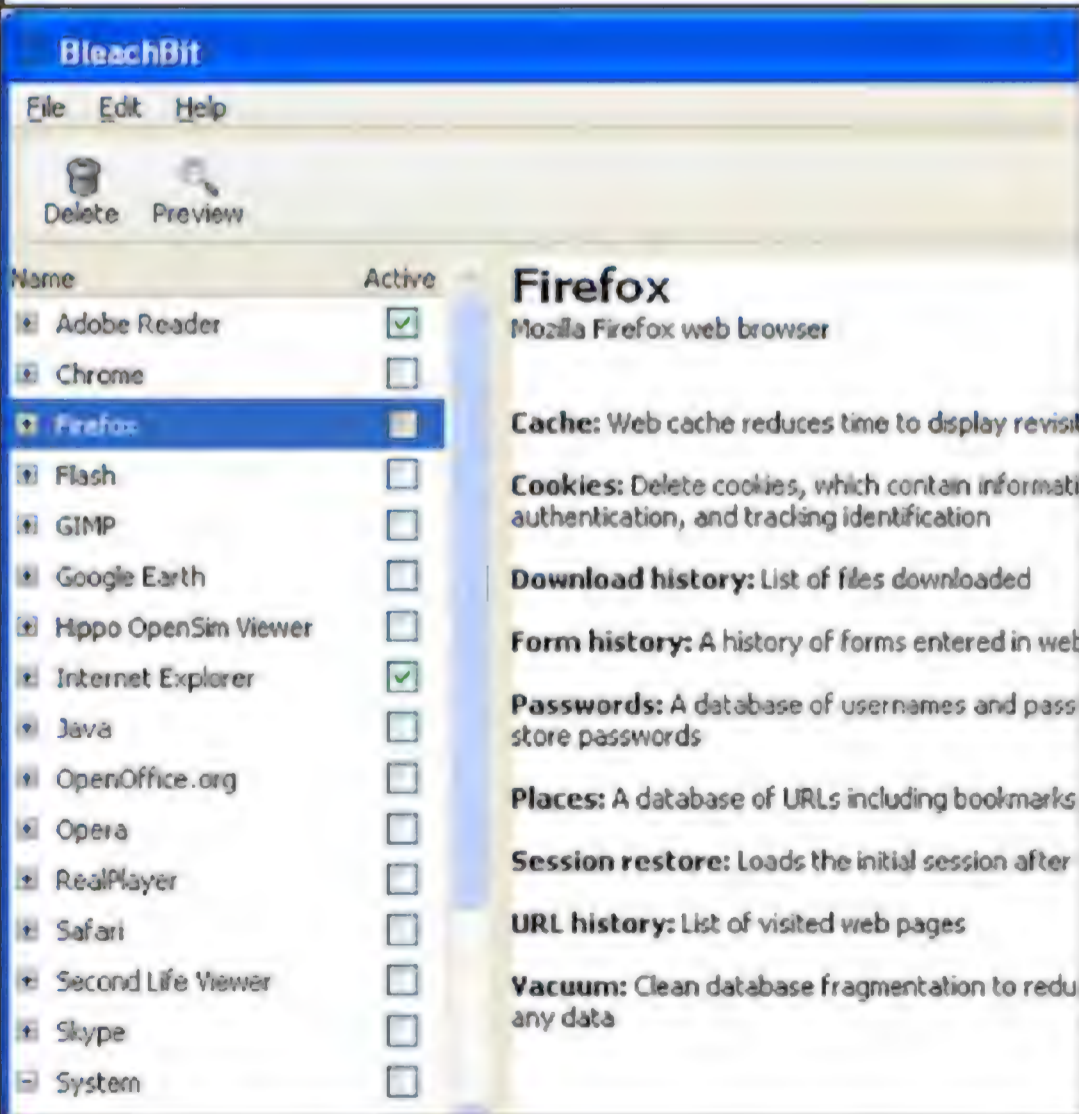 BleachBit
File Edit Help
Delete Preview
Name Active
Adobe Reader
Chrome
Firefox
Flash
GIMP
Google Earth
Hippo OpenSim Viewer
Internet Explorer
Java
OpenOffice.org
Opera
RealPlayer
Safari
Second Life Viewer
Skype
System
Firefox
Mozilla Firefox web browser
Cache: Web cache reduces time to display revisit
Cookies: Delete cookies, which contain informati
authentication, and tracking identification
Download history: List of files downloaded
Form history: A history of forms entered in web
Passwords: A database of usernames and pass
store passwords
Places: A database of URLs including bookmarks
Session restore: Loads the initial session after
URL history: List of visited web pages
Vacuum: Clean database fragmentation to redu
any data